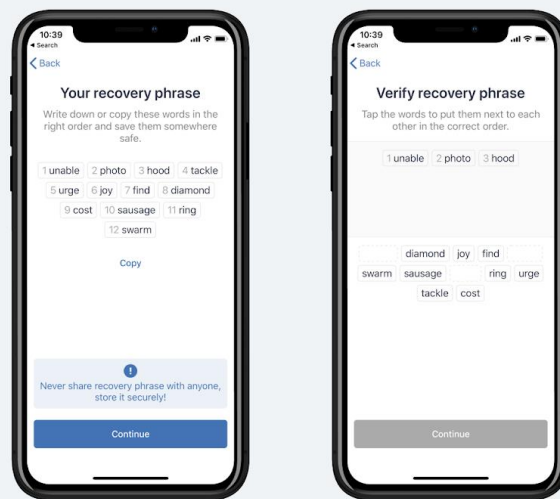 10:39
Search
Back
Your recovery phrase
Write down or copy these words in the
right order and save them somewhere
safe.
1 unable 2 photo 3 hood 4 tackle
5 urge 6 joy 7 find 8 diamond
9 cost 10 sausage 11 ring
12 swarm
Copy
Never share recovery phrase with anyone,
store it securely!
Continue
10:39
Search
Back
Verify recovery phrase
Tap the words to put them next to each
other in the correct order.
1 unable 2 photo 3 hood
diamond joy find
swarm sausage ring urge
tackle cost
Continue